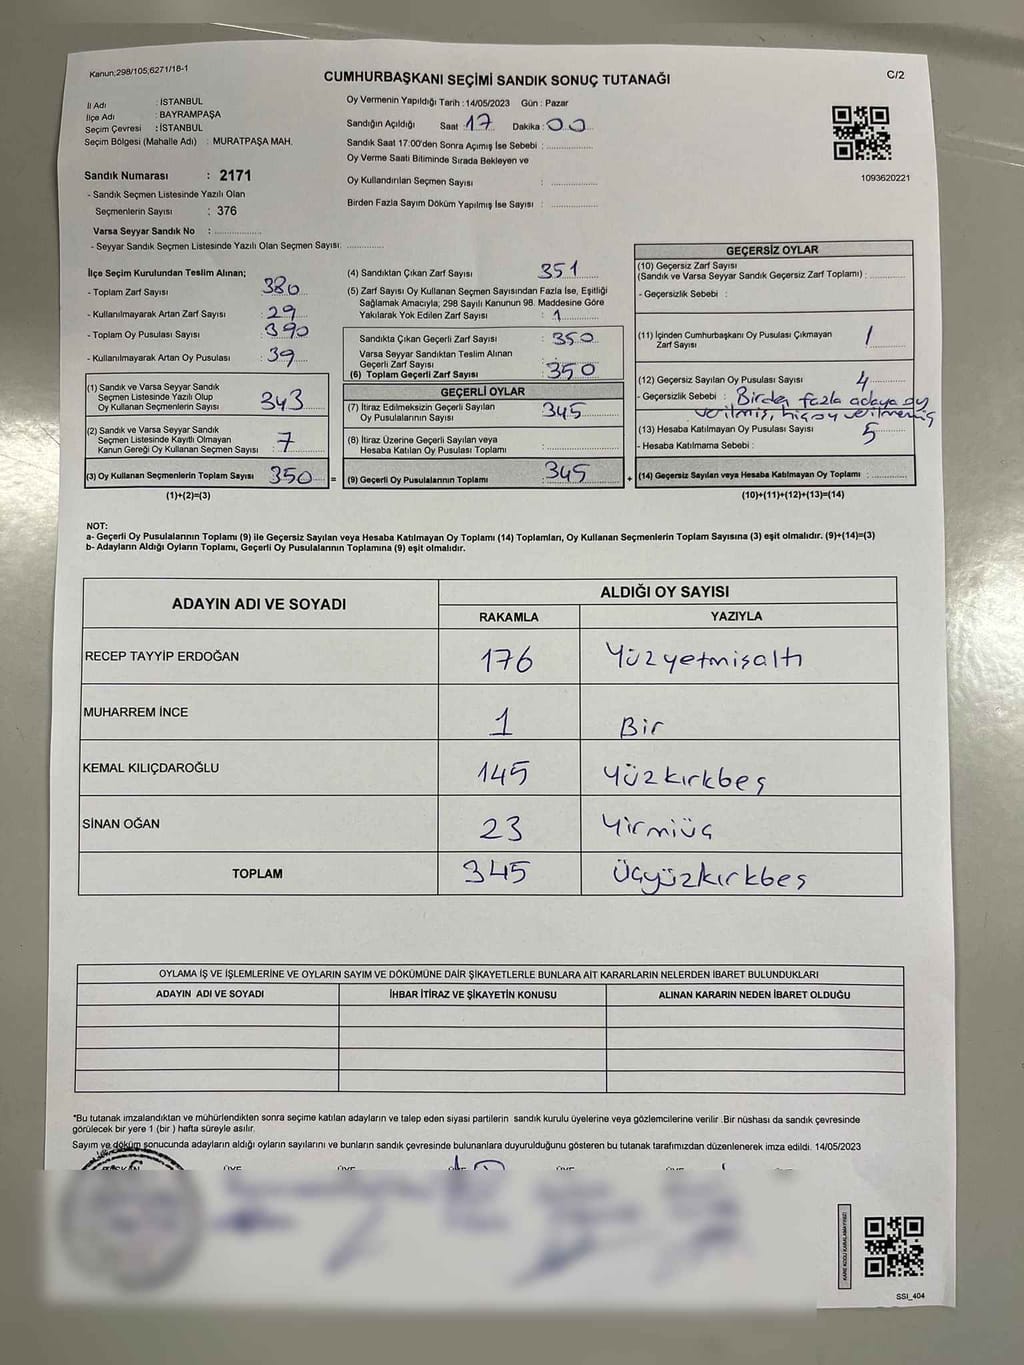 Kanun;298/105,6271/18-1
CUMHURBAŞKANI SEÇİMİ SANDIK SONUÇ TUTANAĞI
C/2
İl Adı : İSTANBUL
İlçe Adı : BAYRAMPAŞA
Seçim Çevresi : İSTANBUL
Seçim Bölgesi (Mahalle Adı) : MURATPAŞA MAH.
Oy Vermenin Yapıldığı Tarih : 14/05/2023 Gün : Pazar
Sandığın Açıldığı Saat : 17 Dakika : 00
Sandık Saat 17:00'den Sonra Açımış İse Sebebi :
Oy Verme Saati Bitiminde Sırada Bekleyen ve
Oy Kullandırılan Seçmen Sayısı :
Birden Fazla Sayım Döküm Yapılmış İse Sayısı :
1093620221
Sandık Numarası : 2171
- Sandık Seçmen Listesinde Yazılı Olan
Seçmenlerin Sayısı : 376
Varsa Seyyar Sandık No :
- Seyyar Sandık Seçmen Listesinde Yazılı Olan Seçmen Sayısı:
İlçe Seçim Kurulundan Teslim Alınan;
- Toplam Zarf Sayısı : 380
- Kullanılmayarak Artan Zarf Sayısı : 29
- Toplam Oy Pusulası Sayısı : 390
- Kullanılmayarak Artan Oy Pusulası : 39
(1) Sandık ve Varsa Seyyar Sandık
Seçmen Listesinde Yazılı Olup
Oy Kullanan Seçmenlerin Sayısı : 343
(2) Sandık ve Varsa Seyyar Sandık
Seçmen Listesinde Kayıtlı Olmayan
Kanun Gereği Oy Kullanan Seçmen Sayısı : 7
(3) Oy Kullanan Seçmenlerin Toplam Sayısı 350 =
(1)+(2)=(3)
(4) Sandıktan Çıkan Zarf Sayısı : 351
(5) Zarf Sayısı Oy Kullanan Seçmen Sayısından Fazla İse, Eşitliği
Sağlamak Amacıyla, 298 Sayılı Kanunun 98. Maddesine Göre
Yakılarak Yok Edilen Zarf Sayısı : 1
Sandıkta Çıkan Geçerli Zarf Sayısı : 350
Varsa Seyyar Sandıktan Teslim Alınan
Geçerli Zarf Sayısı :
(6) Toplam Geçerli Zarf Sayısı : 350
GEÇERLİ OYLAR
(7) İtiraz Edilmeksizin Geçerli Sayılan
Oy Pusulalarının Sayısı : 345
(8) İtiraz Üzerine Geçerli Sayılan veya
Hesaba Katılan Oy Pusulası Toplamı :
(9) Geçerli Oy Pusulalarının Toplamı : 345 +
GEÇERSİZ OYLAR
(10) Geçersiz Zarf Sayısı
(Sandık ve Varsa Seyyar Sandık Geçersiz Zarf Toplamı) :
- Geçersizlik Sebebi :
(11) İçinden Cumhurbaşkanı Oy Pusulası Çıkmayan
Zarf Sayısı : 1
(12) Geçersiz Sayılan Oy Pusulası Sayısı : 4
- Geçersizlik Sebebi : Birden fazla adaya oy
verilmiş, hiç oy verilmemiş
(13) Hesaba Katılmayan Oy Pusulası Sayısı : 5
- Hesaba Katılmama Sebebi :
(14) Geçersiz Sayılan veya Hesaba Katılmayan Oy Toplamı :
(10)+(11)+(12)+(13)=(14)
NOT:
a- Geçerli Oy Pusulalarının Toplamı (9) ile Geçersiz Sayılan veya Hesaba Katılmayan Oy Toplamı (14) Toplamları, Oy Kullanan Seçmenlerin Toplam Sayısına (3) eşit olmalıdır. (9)+(14)=(3)
b- Adayların Aldığı Oyların Toplamı, Geçerli Oy Pusulalarının Toplamına (9) eşit olmalıdır.
ADAYIN ADI VE SOYADI
ALDIĞI OY SAYISI
RAKAMLA YAZIYLA
RECEP TAYYİP ERDOĞAN 176 Yüzyetmişaltı
MUHARREM İNCE 1 Bir
KEMAL KILIÇDAROĞLU 145 Yüzkırkbeş
SİNAN OĞAN 23 Yirmiüç
TOPLAM 345 Üçyüzkırkbeş
OYLAMA İŞ VE İŞLEMLERİNE VE OYLARIN SAYIM VE DÖKÜMÜNE DAİR ŞİKAYETLERLE BUNLARA AİT KARARLARIN NELERDEN İBARET BULUNDUKLARI
ADAYIN ADI VE SOYADI İHBAR İTİRAZ VE ŞİKAYETİN KONUSU ALINAN KARARIN NEDEN İBARET OLDUĞU
*Bu tutanak imzalandıktan ve mühürlendikten sonra seçime katılan adayların ve talep eden siyasi partilerin sandık kurulu üyelerine veya gözlemcilerine verilir .Bir nüshası da sandık çevresinde
görülecek bir yere 1 (bir ) hafta süreyle asılır.
Sayım ve döküm sonucunda adayların aldığı oyların sayılarını ve bunların sandık çevresinde bulunanlara duyurulduğunu gösteren bu tutanak tarafımızdan düzenlenerek imza edildi. 14/05/2023
SSI_404